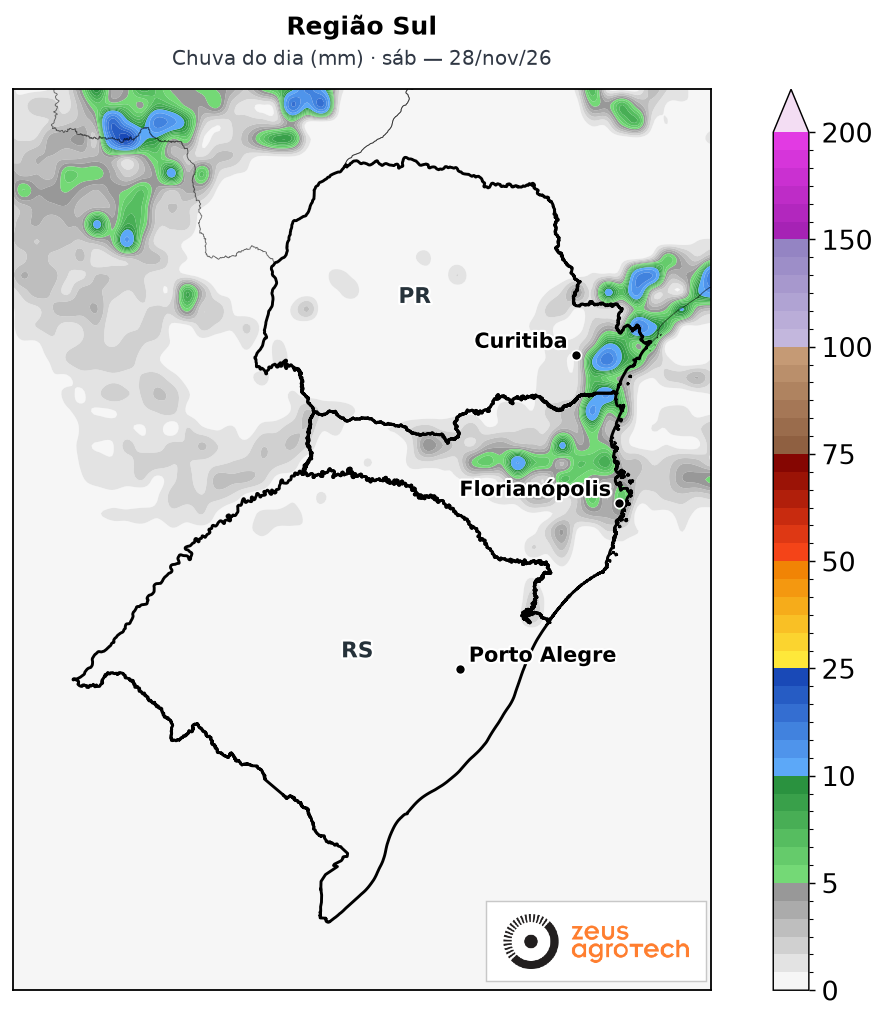 Região Sul
Chuva do dia (mm) · sáb — 28/nov/26
PR
Curitiba
Florianópolis
RS
Porto Alegre
200
150
100
75
50
25
10
5
0
zeus
agrotech